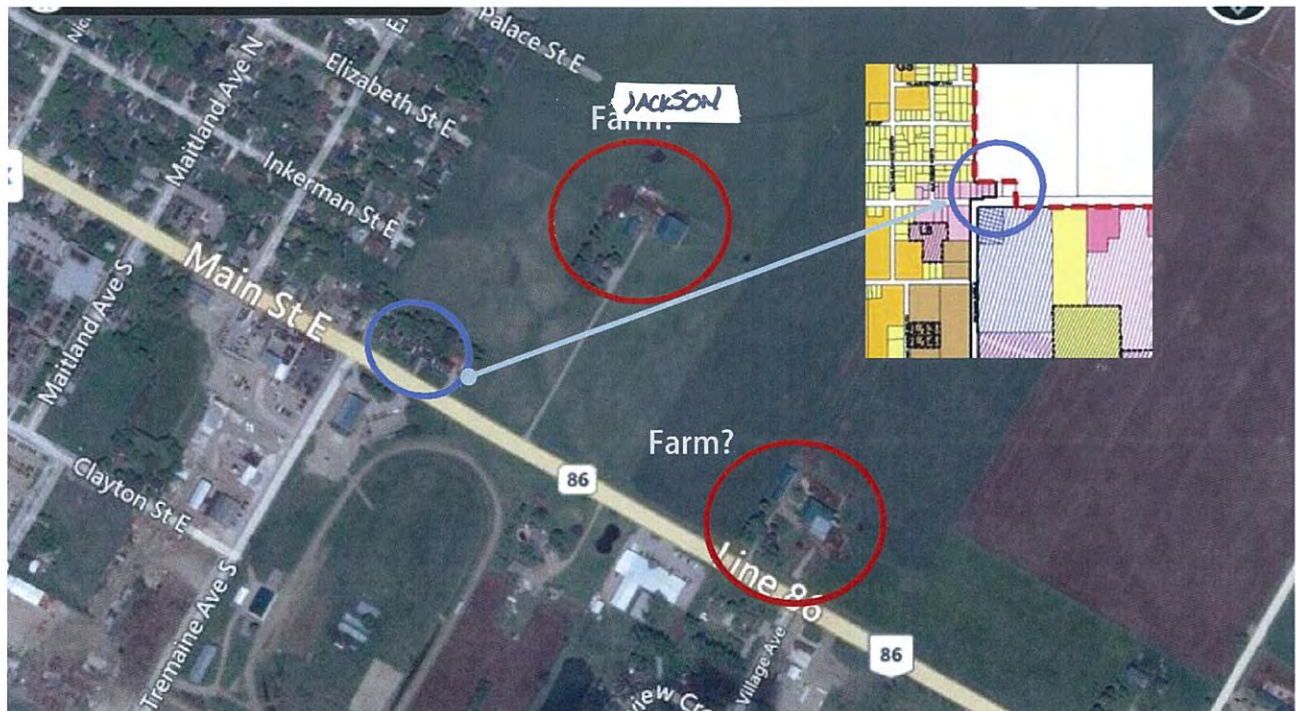 Palace St E
Elizabeth St E
Maitland Ave N
Inkerman St E
JACKSON
Farm?
Main St E
Maitland Ave S
Clayton St E
Tremaine Ave S
86
Farm?
Line 86
86
Village Ave
L8